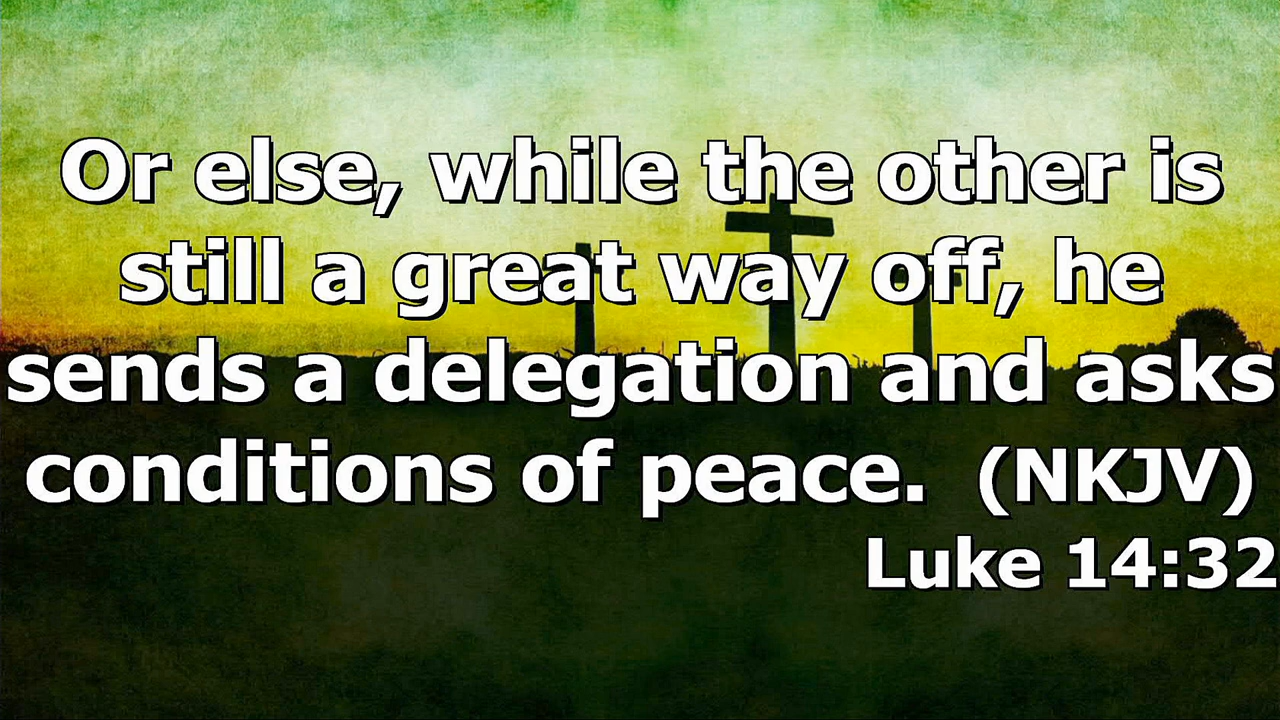 Or else, while the other is
still a great way off, he
sends a delegation and asks
conditions of peace.  (NKJV)
Luke 14:32